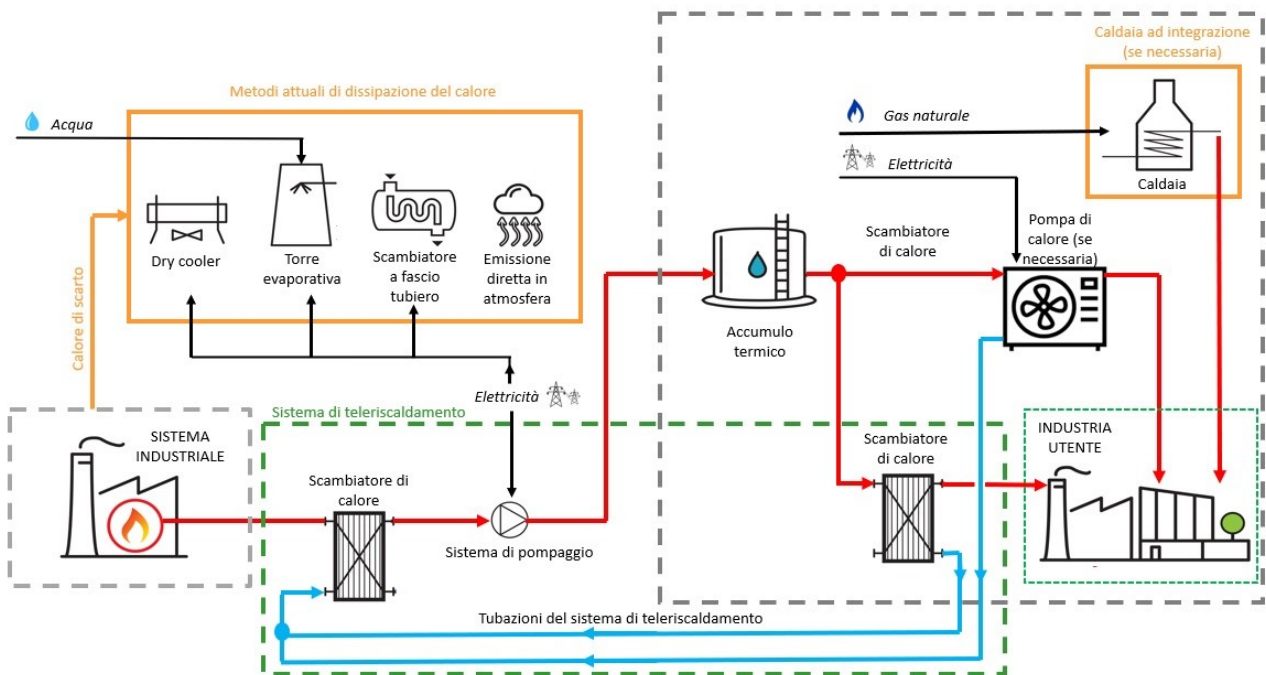 Caldaia ad integrazione
(se necessaria)
Metodi attuali di dissipazione del calore
Acqua
Gas naturale
Elettricità
Caldaia
Dry cooler
Torre
evaporativa
Scambiatore
a fascio
tubiero
Emissione
diretta in
atmosfera
Scambiatore
di calore
Pompa di
calore (se
necessaria)
Calore di scarto
Accumulo
termico
Elettricità
Sistema di teleriscaldamento
SISTEMA
INDUSTRIALE
Scambiatore di
calore
Sistema di pompaggio
Scambiatore
di calore
INDUSTRIA
UTENTE
Tubazioni del sistema di teleriscaldamento